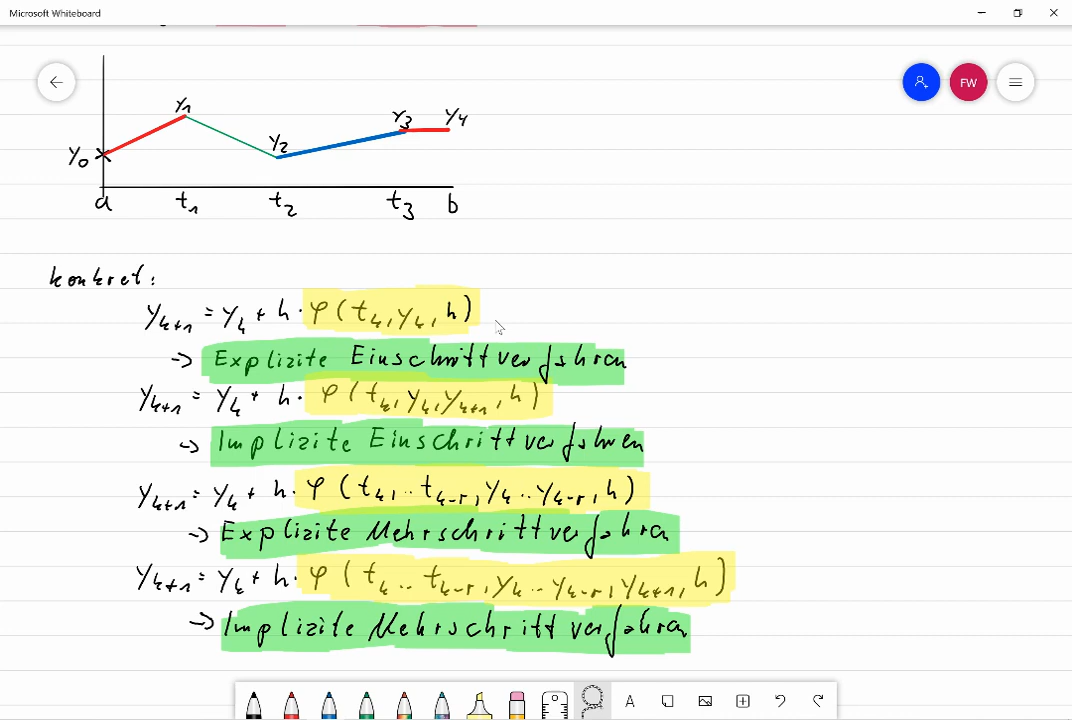 Microsoft Whiteboard
FW
y₁ y₃ y₄
y₀ y₂
a t₁ t₂ t₃ b
konkret:
yₖ₊₁ = yₖ + h · φ(tₖ, yₖ, h)
→ Explizite Einschrittverfahren
yₖ₊₁ = yₖ + h · φ(tₖ, yₖ, yₖ₊₁, h)
→ Implizite Einschrittverfahren
yₖ₊₁ = yₖ + h · φ(tₖ, .. tₖ₋ᵣ, yₖ .. yₖ₋ᵣ, h)
→ Explizite Mehrschrittverfahren
yₖ₊₁ = yₖ + h · φ(tₖ .. tₖ₋ᵣ, yₖ .. yₖ₋ᵣ, yₖ₊₁, h)
→ Implizite Mehrschrittverfahren
A